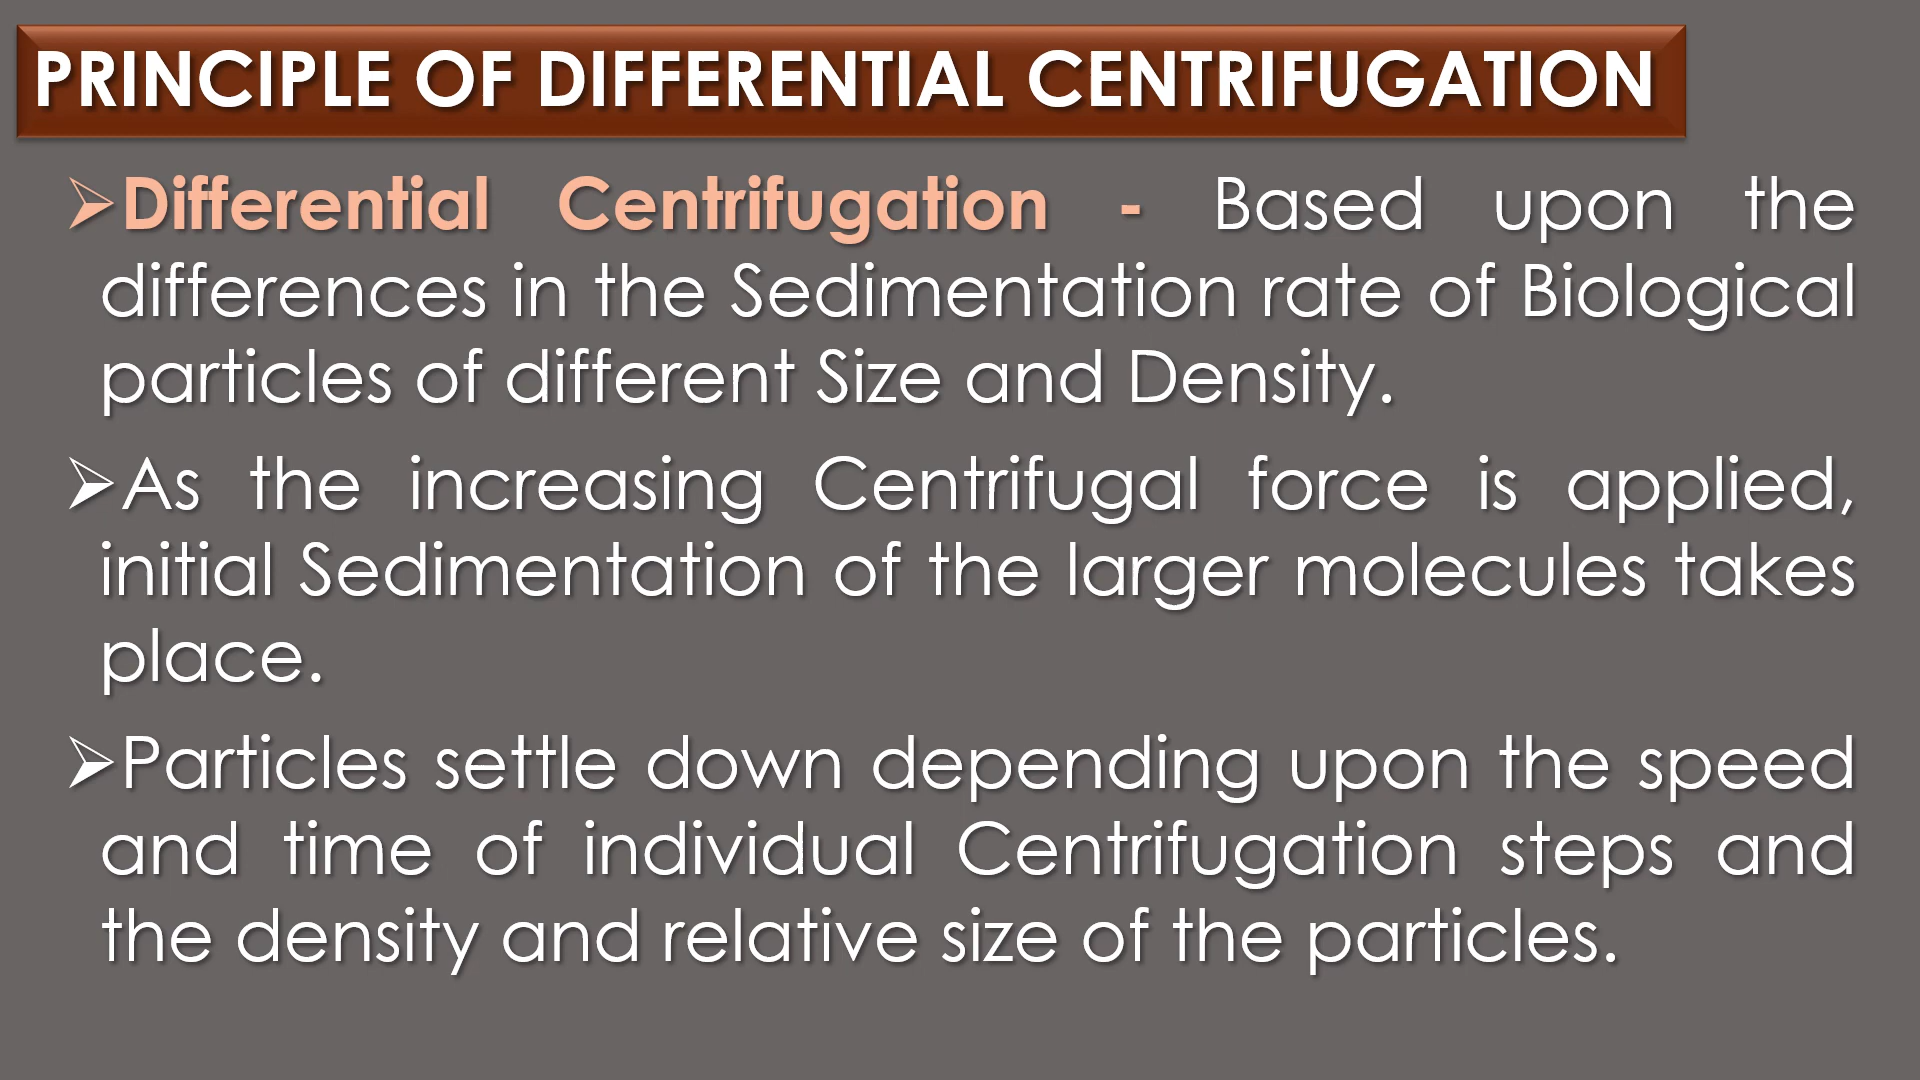 PRINCIPLE OF DIFFERENTIAL CENTRIFUGATION
➢Differential Centrifugation - Based upon the
differences in the Sedimentation rate of Biological
particles of different Size and Density.
➢As the increasing Centrifugal force is applied,
initial Sedimentation of the larger molecules takes
place.
➢Particles settle down depending upon the speed
and time of individual Centrifugation steps and
the density and relative size of the particles.